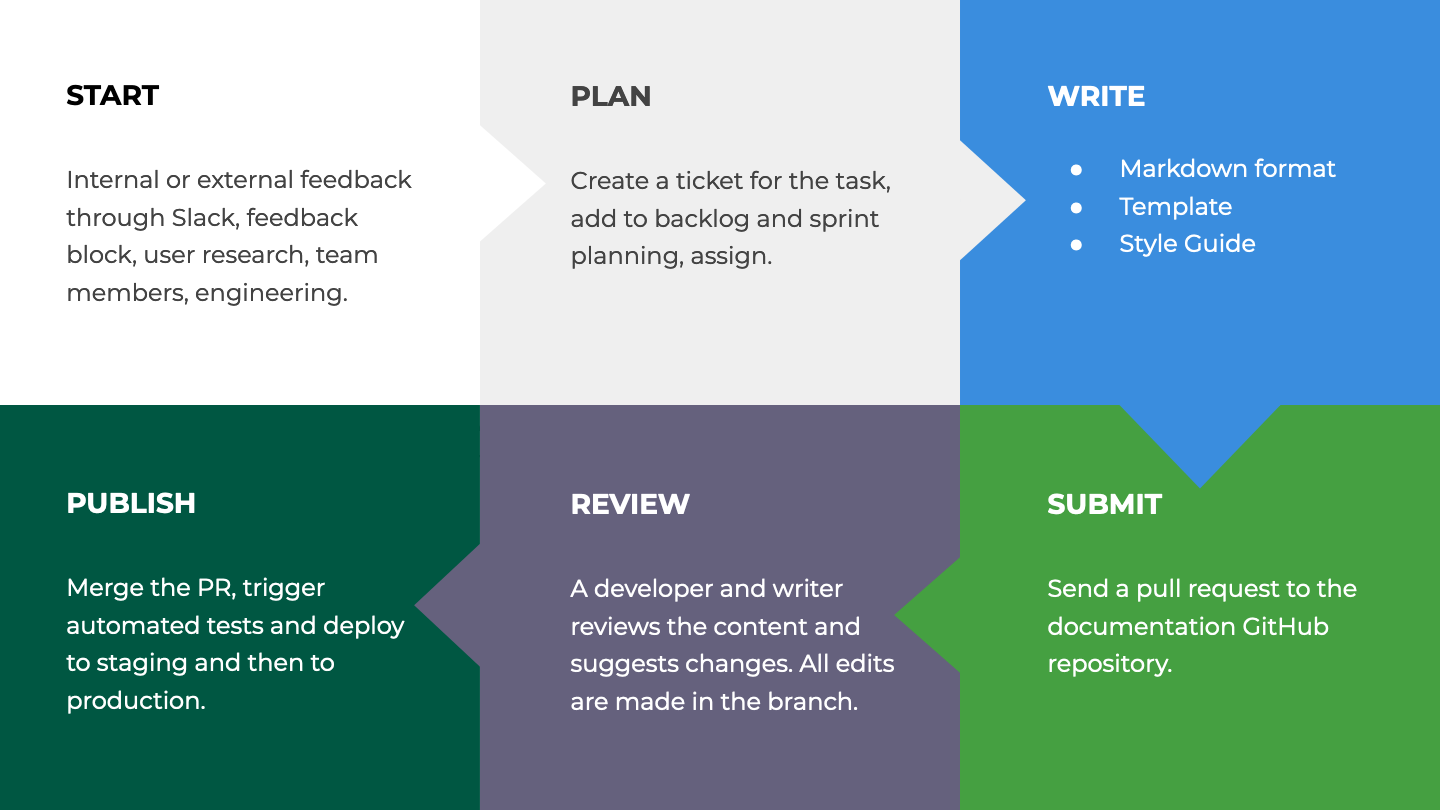 START
Internal or external feedback
through Slack, feedback
block, user research, team
members, engineering.
PLAN
Create a ticket for the task,
add to backlog and sprint
planning, assign.
WRITE
● Markdown format
● Template
● Style Guide
SUBMIT
Send a pull request to the
documentation GitHub
repository.
REVIEW
A developer and writer
reviews the content and
suggests changes. All edits
are made in the branch.
PUBLISH
Merge the PR, trigger
automated tests and deploy
to staging and then to
production.